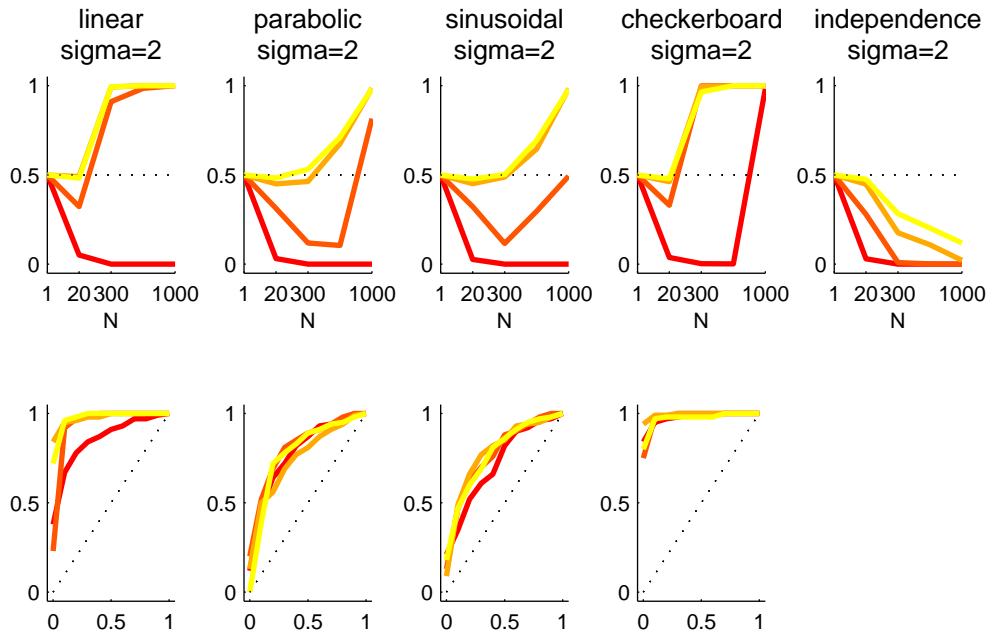 linear parabolic sinusoidal checkerboard independence
sigma=2 sigma=2 sigma=2 sigma=2 sigma=2
1 1 1 1 1
0.5 0.5 0.5 0.5 0.5
0 0 0 0 0
1 20 300 1000 1 20 300 1000 1 20 300 1000 1 20 300 1000 1 20 300 1000
N N N N N
1 1 1 1
0.5 0.5 0.5 0.5
0 0 0 0
0 0.5 1 0 0.5 1 0 0.5 1 0 0.5 1